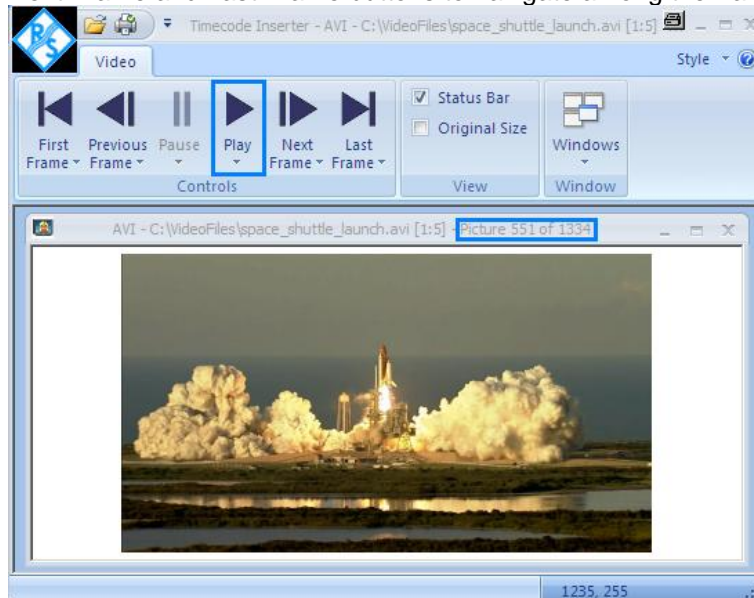 Timecode Inserter - AVI - C:\VideoFiles\space_shuttle_launch.avi [1:5]
R/S
Video
Style
First Frame
Previous Frame
Pause
Play
Next Frame
Last Frame
Controls
Status Bar
Original Size
View
Windows
Window
AVI - C:\VideoFiles\space_shuttle_launch.avi [1:5] - Picture 551 of 1334
1235, 255